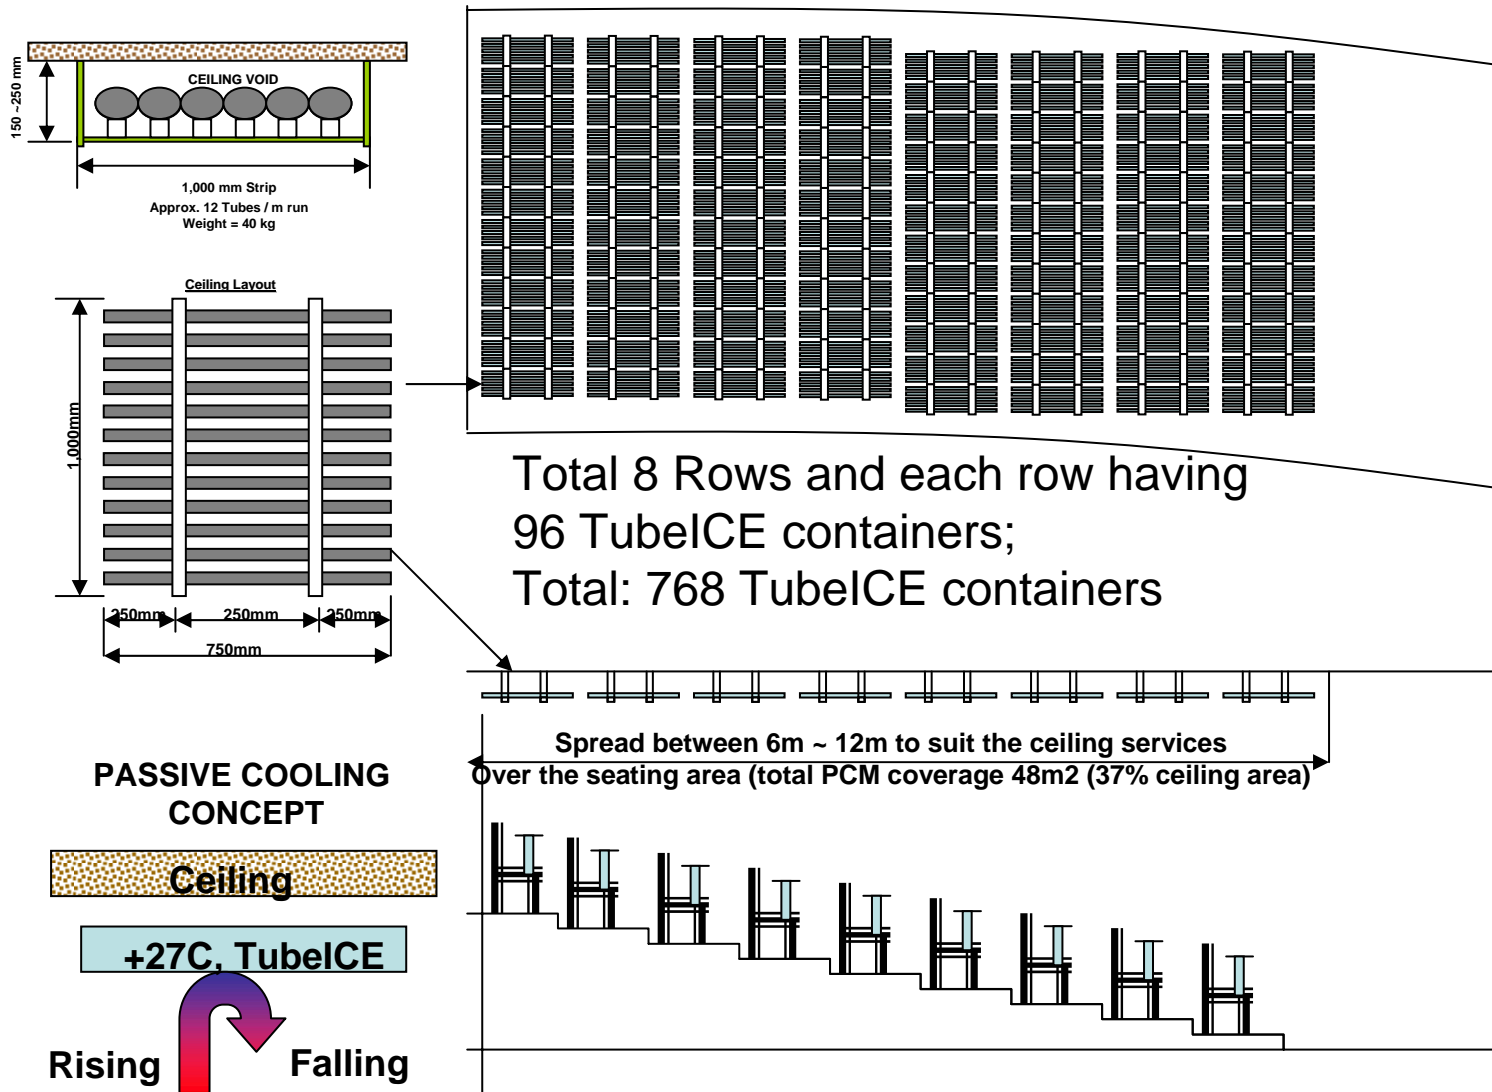 CEILING VOID
150 ~250 mm
1,000 mm Strip
Approx. 12 Tubes / m run
Weight = 40 kg
Ceiling Layout
1,000mm
250mm
250mm
250mm
750mm
Total 8 Rows and each row having
96 TubeICE containers;
Total: 768 TubeICE containers
Spread between 6m ~ 12m to suit the ceiling services
Over the seating area (total PCM coverage 48m2 (37% ceiling area)
PASSIVE COOLING
CONCEPT
Ceiling
+27C, TubeICE
Rising
Falling